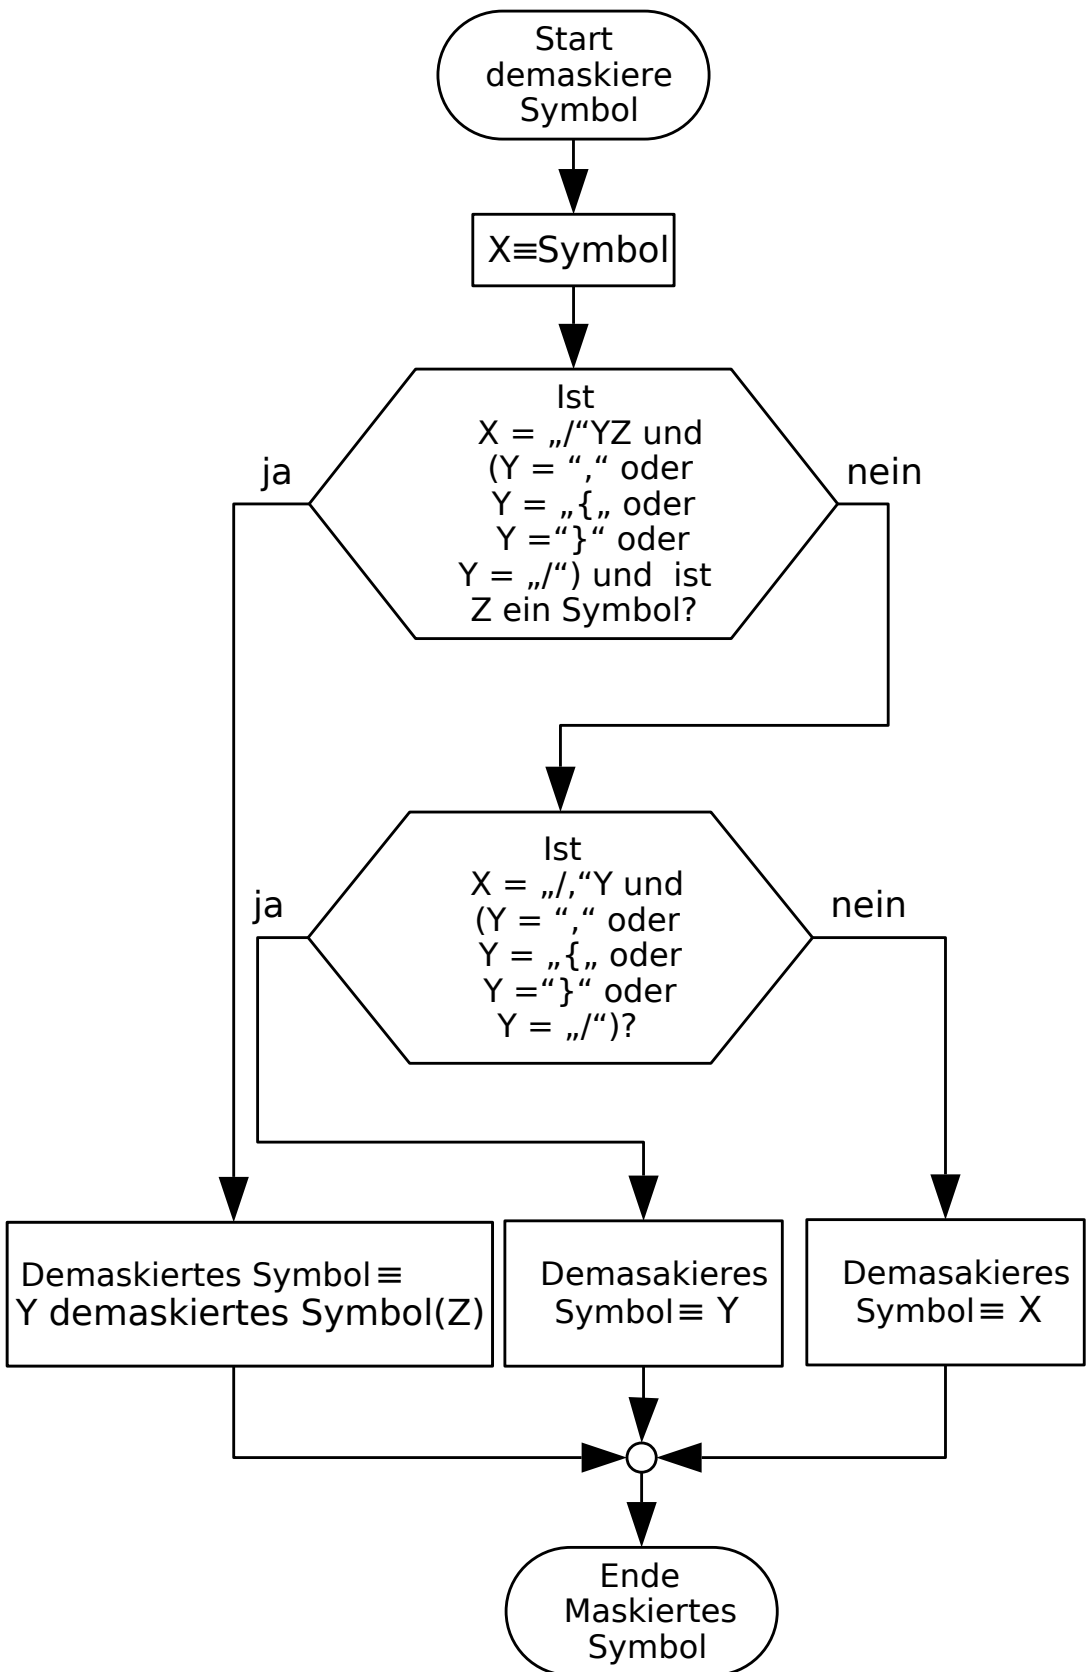 Start
demaskiere
Symbol
X≡Symbol
Ist
X = „/“YZ und
(Y = “,“ oder
Y = „{„ oder
Y =“}“ oder
Y = „/“) und  ist
Z ein Symbol?
ja
nein
Ist
X = „/,“Y und
(Y = “,“ oder
Y = „{„ oder
Y =“}“ oder
Y = „/“)?
ja
nein
Demaskiertes Symbol≡
Y demaskiertes Symbol(Z)
Demasakieres
Symbol≡ Y
Demasakieres
Symbol≡ X
Ende
Maskiertes
Symbol